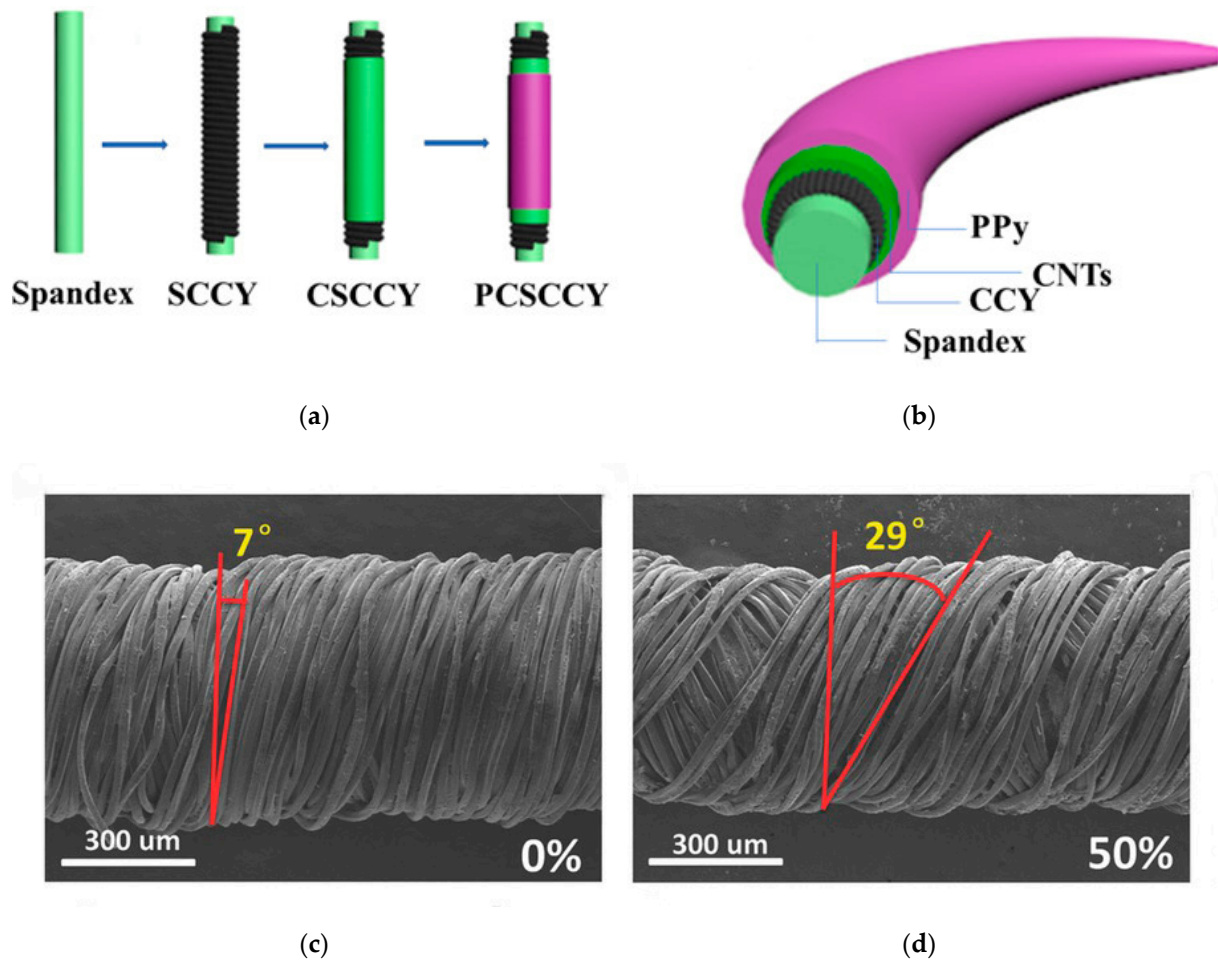 Spandex SCCY CSCCY PCSCCY
PPy
CNTs
CCY
Spandex
(a) (b)
7° 29°
300 um 0% 300 um 50%
(c) (d)